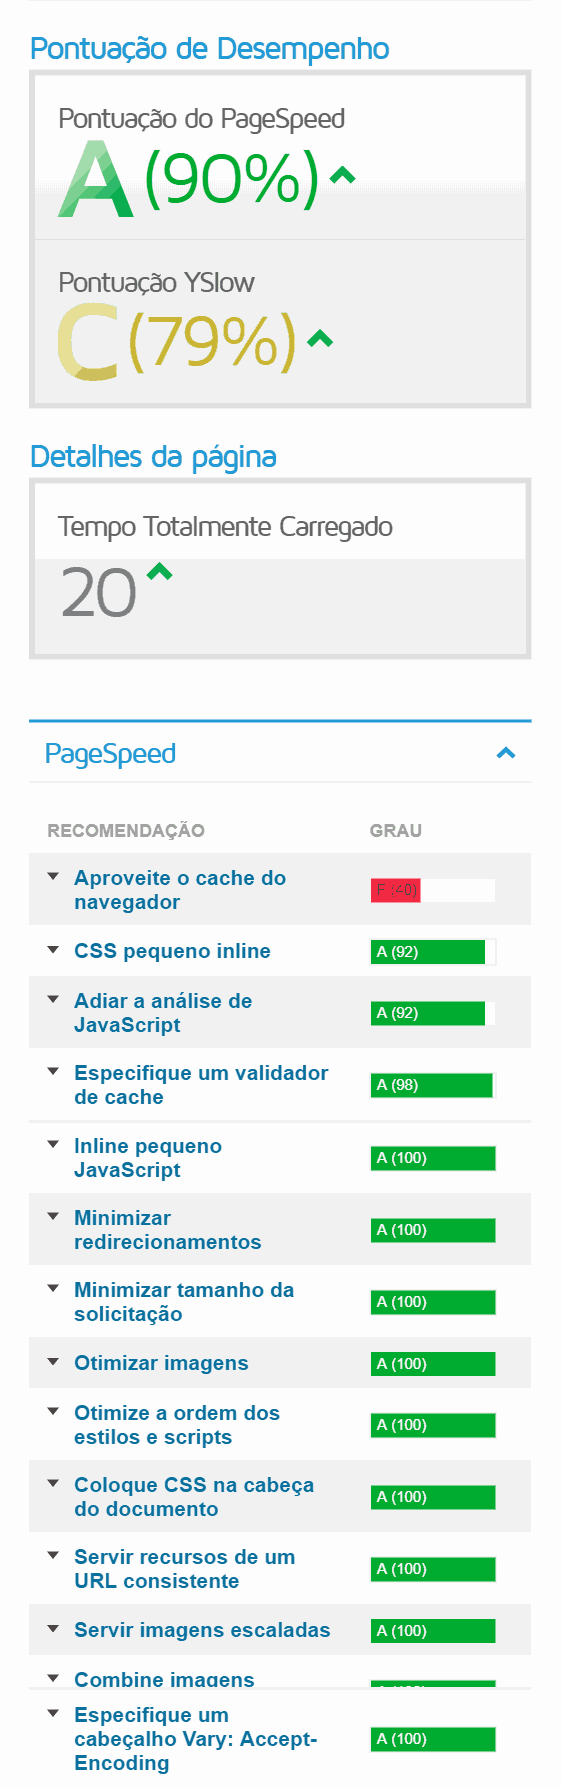 Pontuação de Desempenho
Pontuação do PageSpeed
A (90%)
Pontuação YSlow
C (79%)
Detalhes da página
Tempo Totalmente Carregado
20
PageSpeed
RECOMENDAÇÃO GRAU
Aproveite o cache do
navegador
F (40)
CSS pequeno inline A (92)
Adiar a análise de
JavaScript
A (92)
Especifique um validador
de cache
A (98)
Inline pequeno
JavaScript
A (100)
Minimizar
redirecionamentos
A (100)
Minimizar tamanho da
solicitação
A (100)
Otimizar imagens A (100)
Otimize a ordem dos
estilos e scripts
A (100)
Coloque CSS na cabeça
do documento
A (100)
Servir recursos de um
URL consistente
A (100)
Servir imagens escaladas A (100)
Combine imagens
Especifique um
cabeçalho Vary: Accept-
Encoding
A (100)